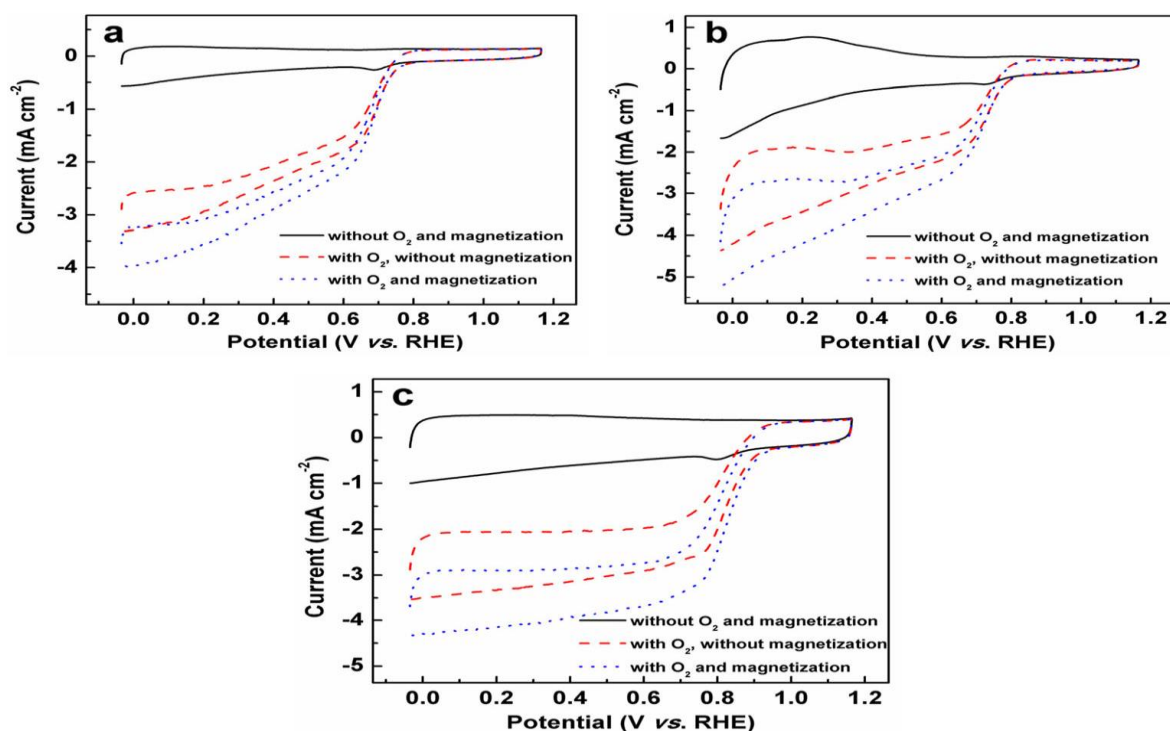 a
0
-1
-2
-3
-4
Current (mA cm-2)
without O2 and magnetization
with O2, without magnetization
with O2 and magnetization
0.0 0.2 0.4 0.6 0.8 1.0 1.2
Potential (V vs. RHE)
b
1
0
-1
-2
-3
-4
-5
Current (mA cm-2)
without O2 and magnetization
with O2, without magnetization
with O2 and magnetization
0.0 0.2 0.4 0.6 0.8 1.0 1.2
Potential (V vs. RHE)
c
1
0
-1
-2
-3
-4
-5
Current (mA cm-2)
without O2 and magnetization
with O2, without magnetization
with O2 and magnetization
0.0 0.2 0.4 0.6 0.8 1.0 1.2
Potential (V vs. RHE)